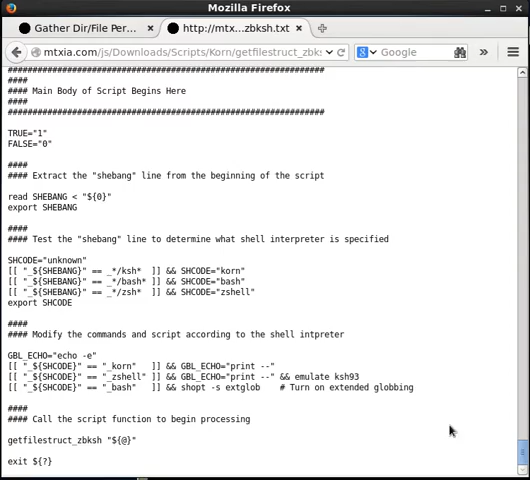 Mozilla Firefox
Gather Dir/File Per...
http://mtx...zbksh.txt
mtxia.com/js/Downloads/Scripts/Korn/getfilestruct_zbks
Google
################################################################
####
#### Main Body of Script Begins Here
####
################################################################
TRUE="1"
FALSE="0"
####
#### Extract the "shebang" line from the beginning of the script
read SHEBANG < "${0}"
export SHEBANG
####
#### Test the "shebang" line to determine what shell interpreter is specified
SHCODE="unknown"
[[ "_${SHEBANG}" == _*/ksh*  ]] && SHCODE="korn"
[[ "_${SHEBANG}" == _*/bash* ]] && SHCODE="bash"
[[ "_${SHEBANG}" == _*/zsh*  ]] && SHCODE="zshell"
export SHCODE
####
#### Modify the commands and script according to the shell intpreter
GBL_ECHO="echo -e"
[[ "_${SHCODE}" == "_korn"   ]] && GBL_ECHO="print --"
[[ "_${SHCODE}" == "_zshell" ]] && GBL_ECHO="print --" && emulate ksh93
[[ "_${SHCODE}" == "_bash"   ]] && shopt -s extglob    # Turn on extended globbing
####
#### Call the script function to begin processing
getfilestruct_zbksh "${@}"
exit ${?}